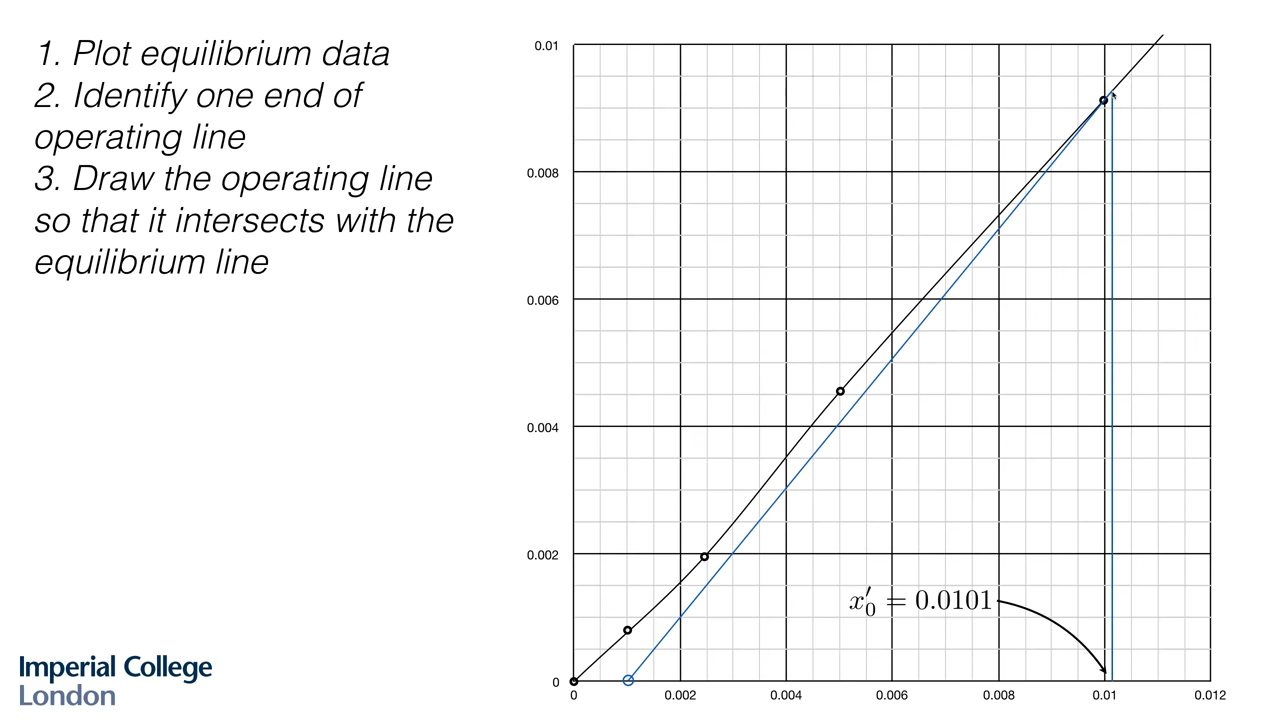 1. Plot equilibrium data
2. Identify one end of
operating line
3. Draw the operating line
so that it intersects with the
equilibrium line
0.01
0.008
0.006
0.004
0.002
0
x′₀ = 0.0101
0 0.002 0.004 0.006 0.008 0.01 0.012
Imperial College
London